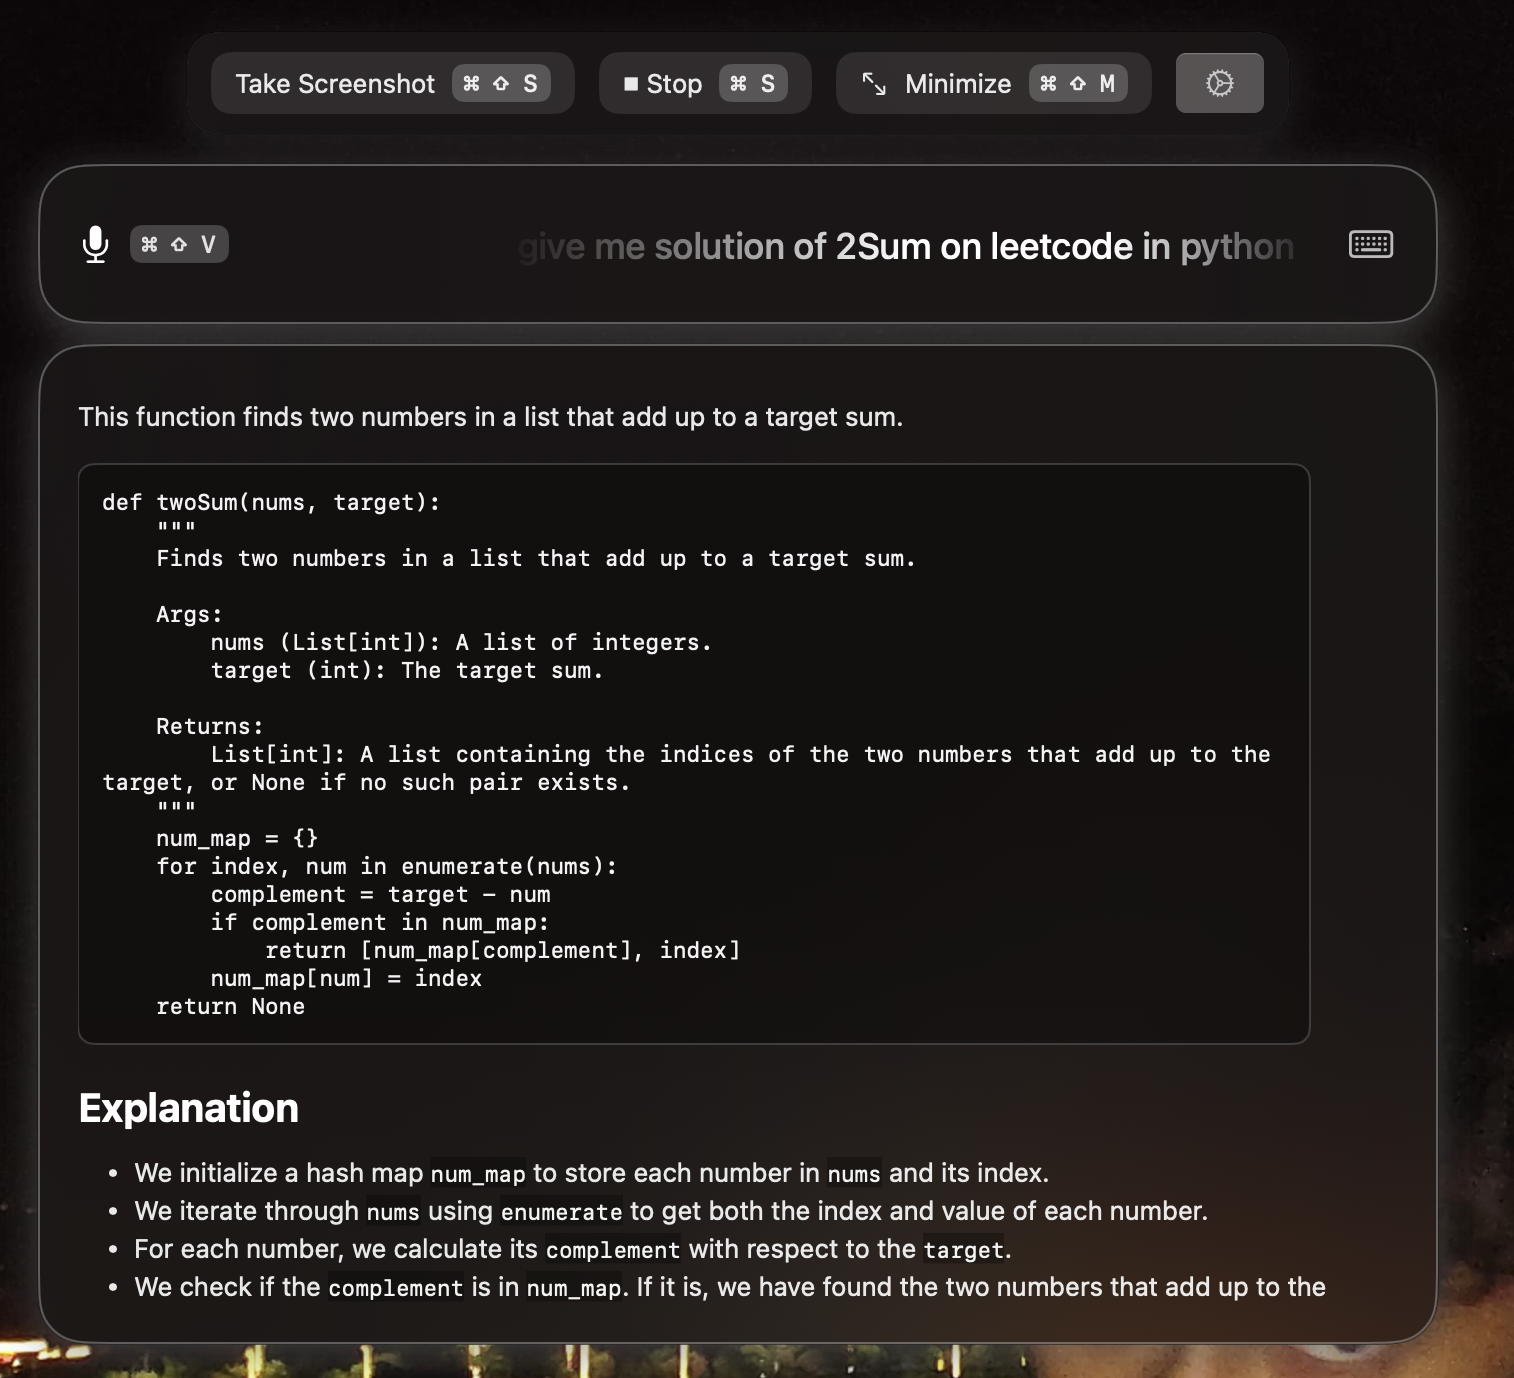 Take Screenshot ⌘ ⇧ S Stop ⌘ S Minimize ⌘ ⇧ M
⌘ ⇧ V give me solution of 2Sum on leetcode in python
This function finds two numbers in a list that add up to a target sum.
def twoSum(nums, target):
    """
    Finds two numbers in a list that add up to a target sum.

    Args:
        nums (List[int]): A list of integers.
        target (int): The target sum.

    Returns:
        List[int]: A list containing the indices of the two numbers that add up to the
target, or None if no such pair exists.
    """
    num_map = {}
    for index, num in enumerate(nums):
        complement = target - num
        if complement in num_map:
            return [num_map[complement], index]
        num_map[num] = index
    return None
Explanation
• We initialize a hash map num_map to store each number in nums and its index.
• We iterate through nums using enumerate to get both the index and value of each number.
• For each number, we calculate its complement with respect to the target.
• We check if the complement is in num_map. If it is, we have found the two numbers that add up to the